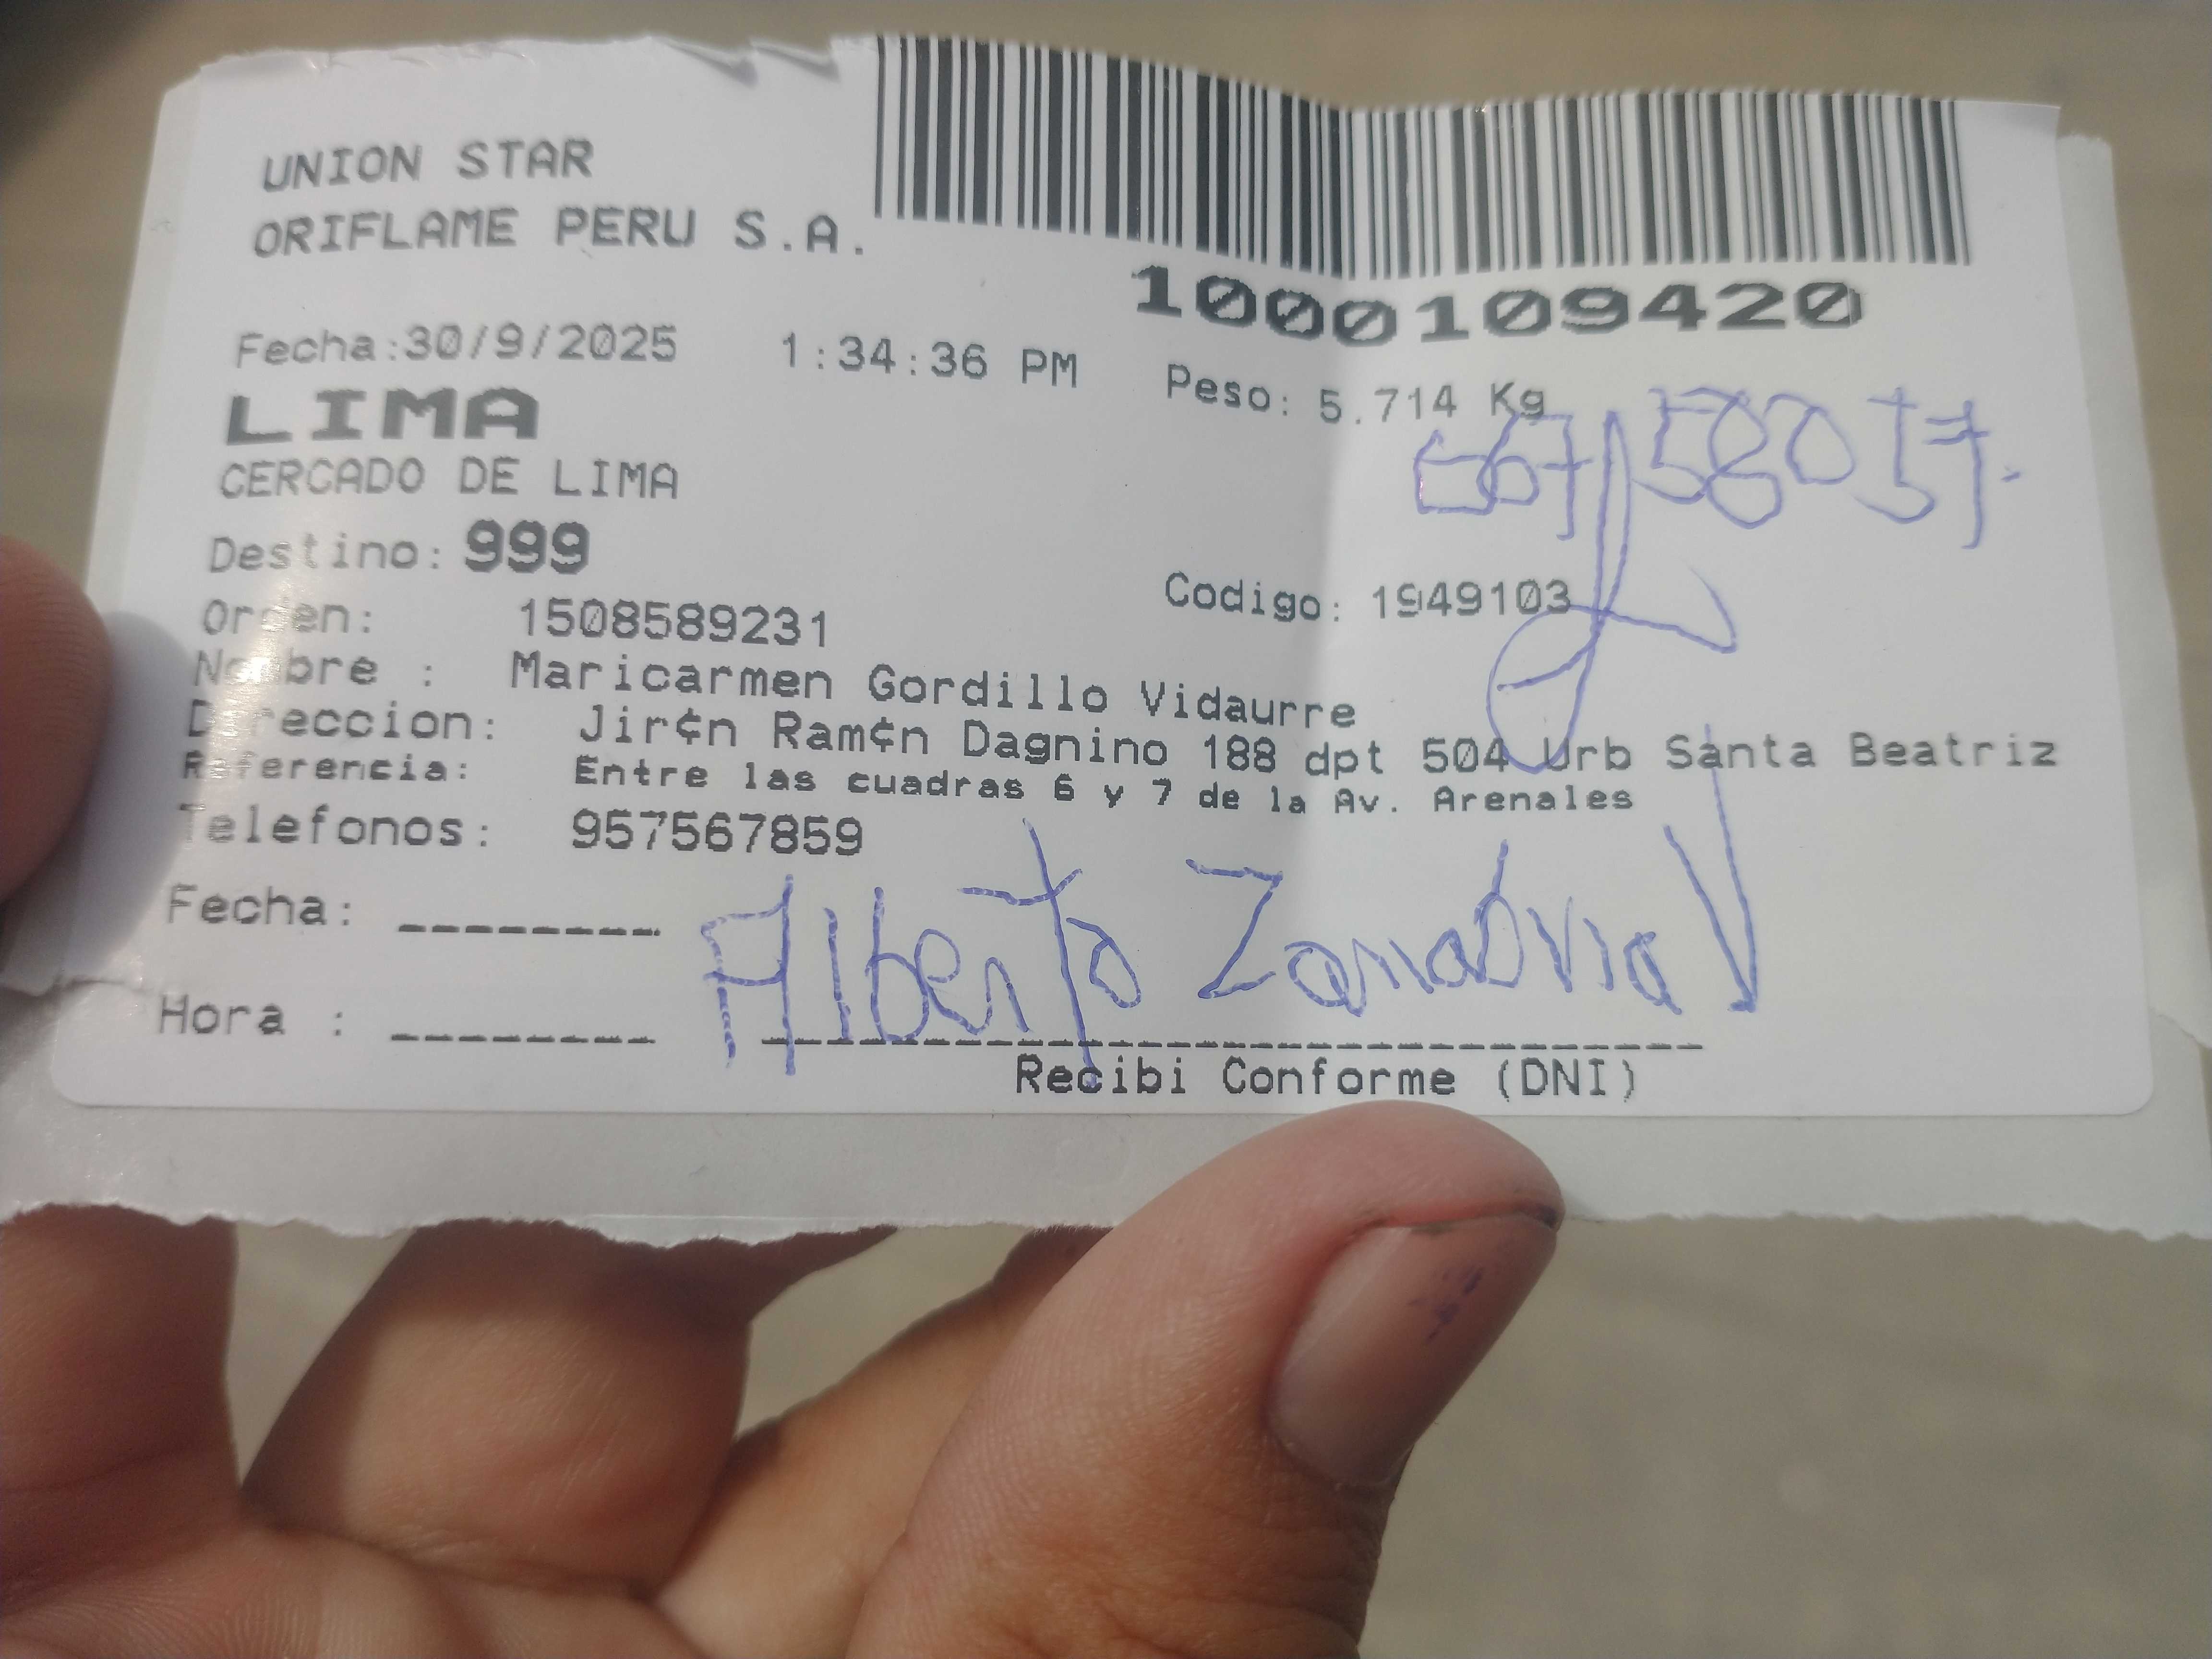 UNION STAR
ORIFLAME PERU S.A.
1000109420
Fecha:30/9/2025 1:34:36 PM Peso: 5.714 Kg
LIMA
CERCADO DE LIMA
Destino: 999
Orden: 1508589231 Codigo: 1949103
Nombre : Maricarmen Gordillo Vidaurre
Direccion: Jir¢n Ram¢n Dagnino 188 dpt 504 Urb Santa Beatriz
Referencia: Entre las cuadras 6 y 7 de la Av. Arenales
Telefonos: 957567859
Fecha: --------
Alberto Zanabria V
Hora : --------
Recibi Conforme (DNI)